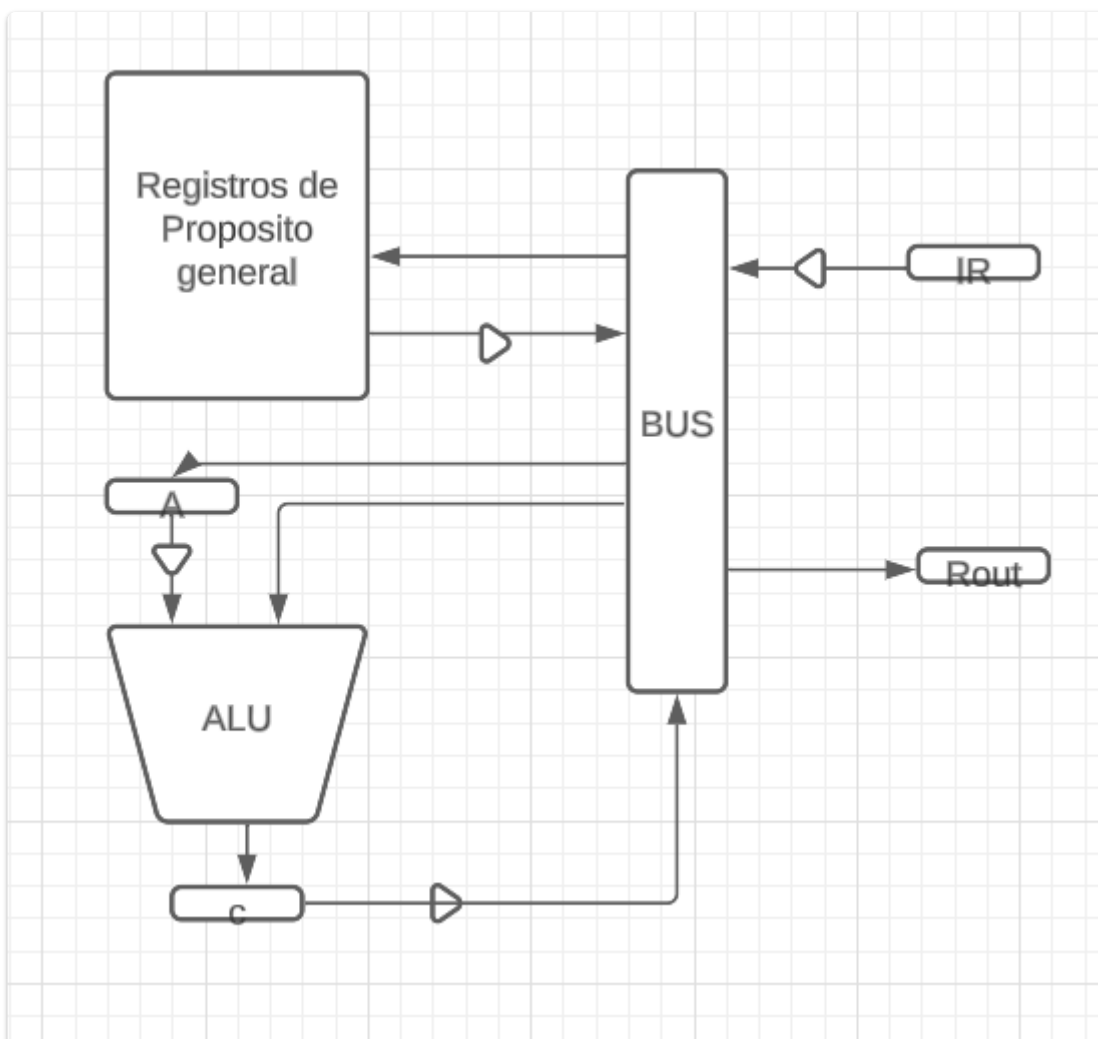 Registros de
Proposito
general
IR
BUS
A
Rout
ALU
c